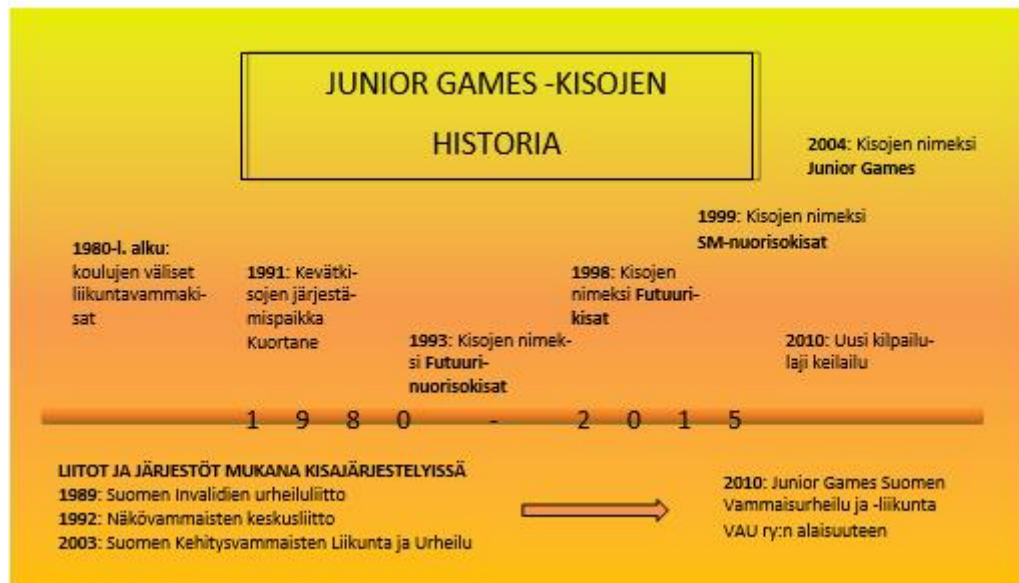 JUNIOR GAMES -KISOJEN
HISTORIA
2004: Kisojen nimeksi
Junior Games
1999: Kisojen nimeksi
SM-nuorisokisat
1980-l. alku:
koulujen väliset
liikuntavammaki-
sat
1991: Kevätki-
sojen järjestä-
mispaikka
Kuortane
1998: Kisojen
nimeksi Futuuri-
kisat
1993: Kisojen nimek-
si Futuuri-
nuorisokisat
2010: Uusi kilpailu-
laji keilailu
1 9 8 0 - 2 0 1 5
LIITOT JA JÄRJESTÖT MUKANA KISAJÄRJESTELYISSÄ
1989: Suomen Invalidien urheiluliitto
1992: Näkövammaisten keskusliitto
2003: Suomen Kehitysvammaisten Liikunta ja Urheilu
2010: Junior Games Suomen
Vammaisurheilu ja -liikunta
VAU ry:n alaisuuteen